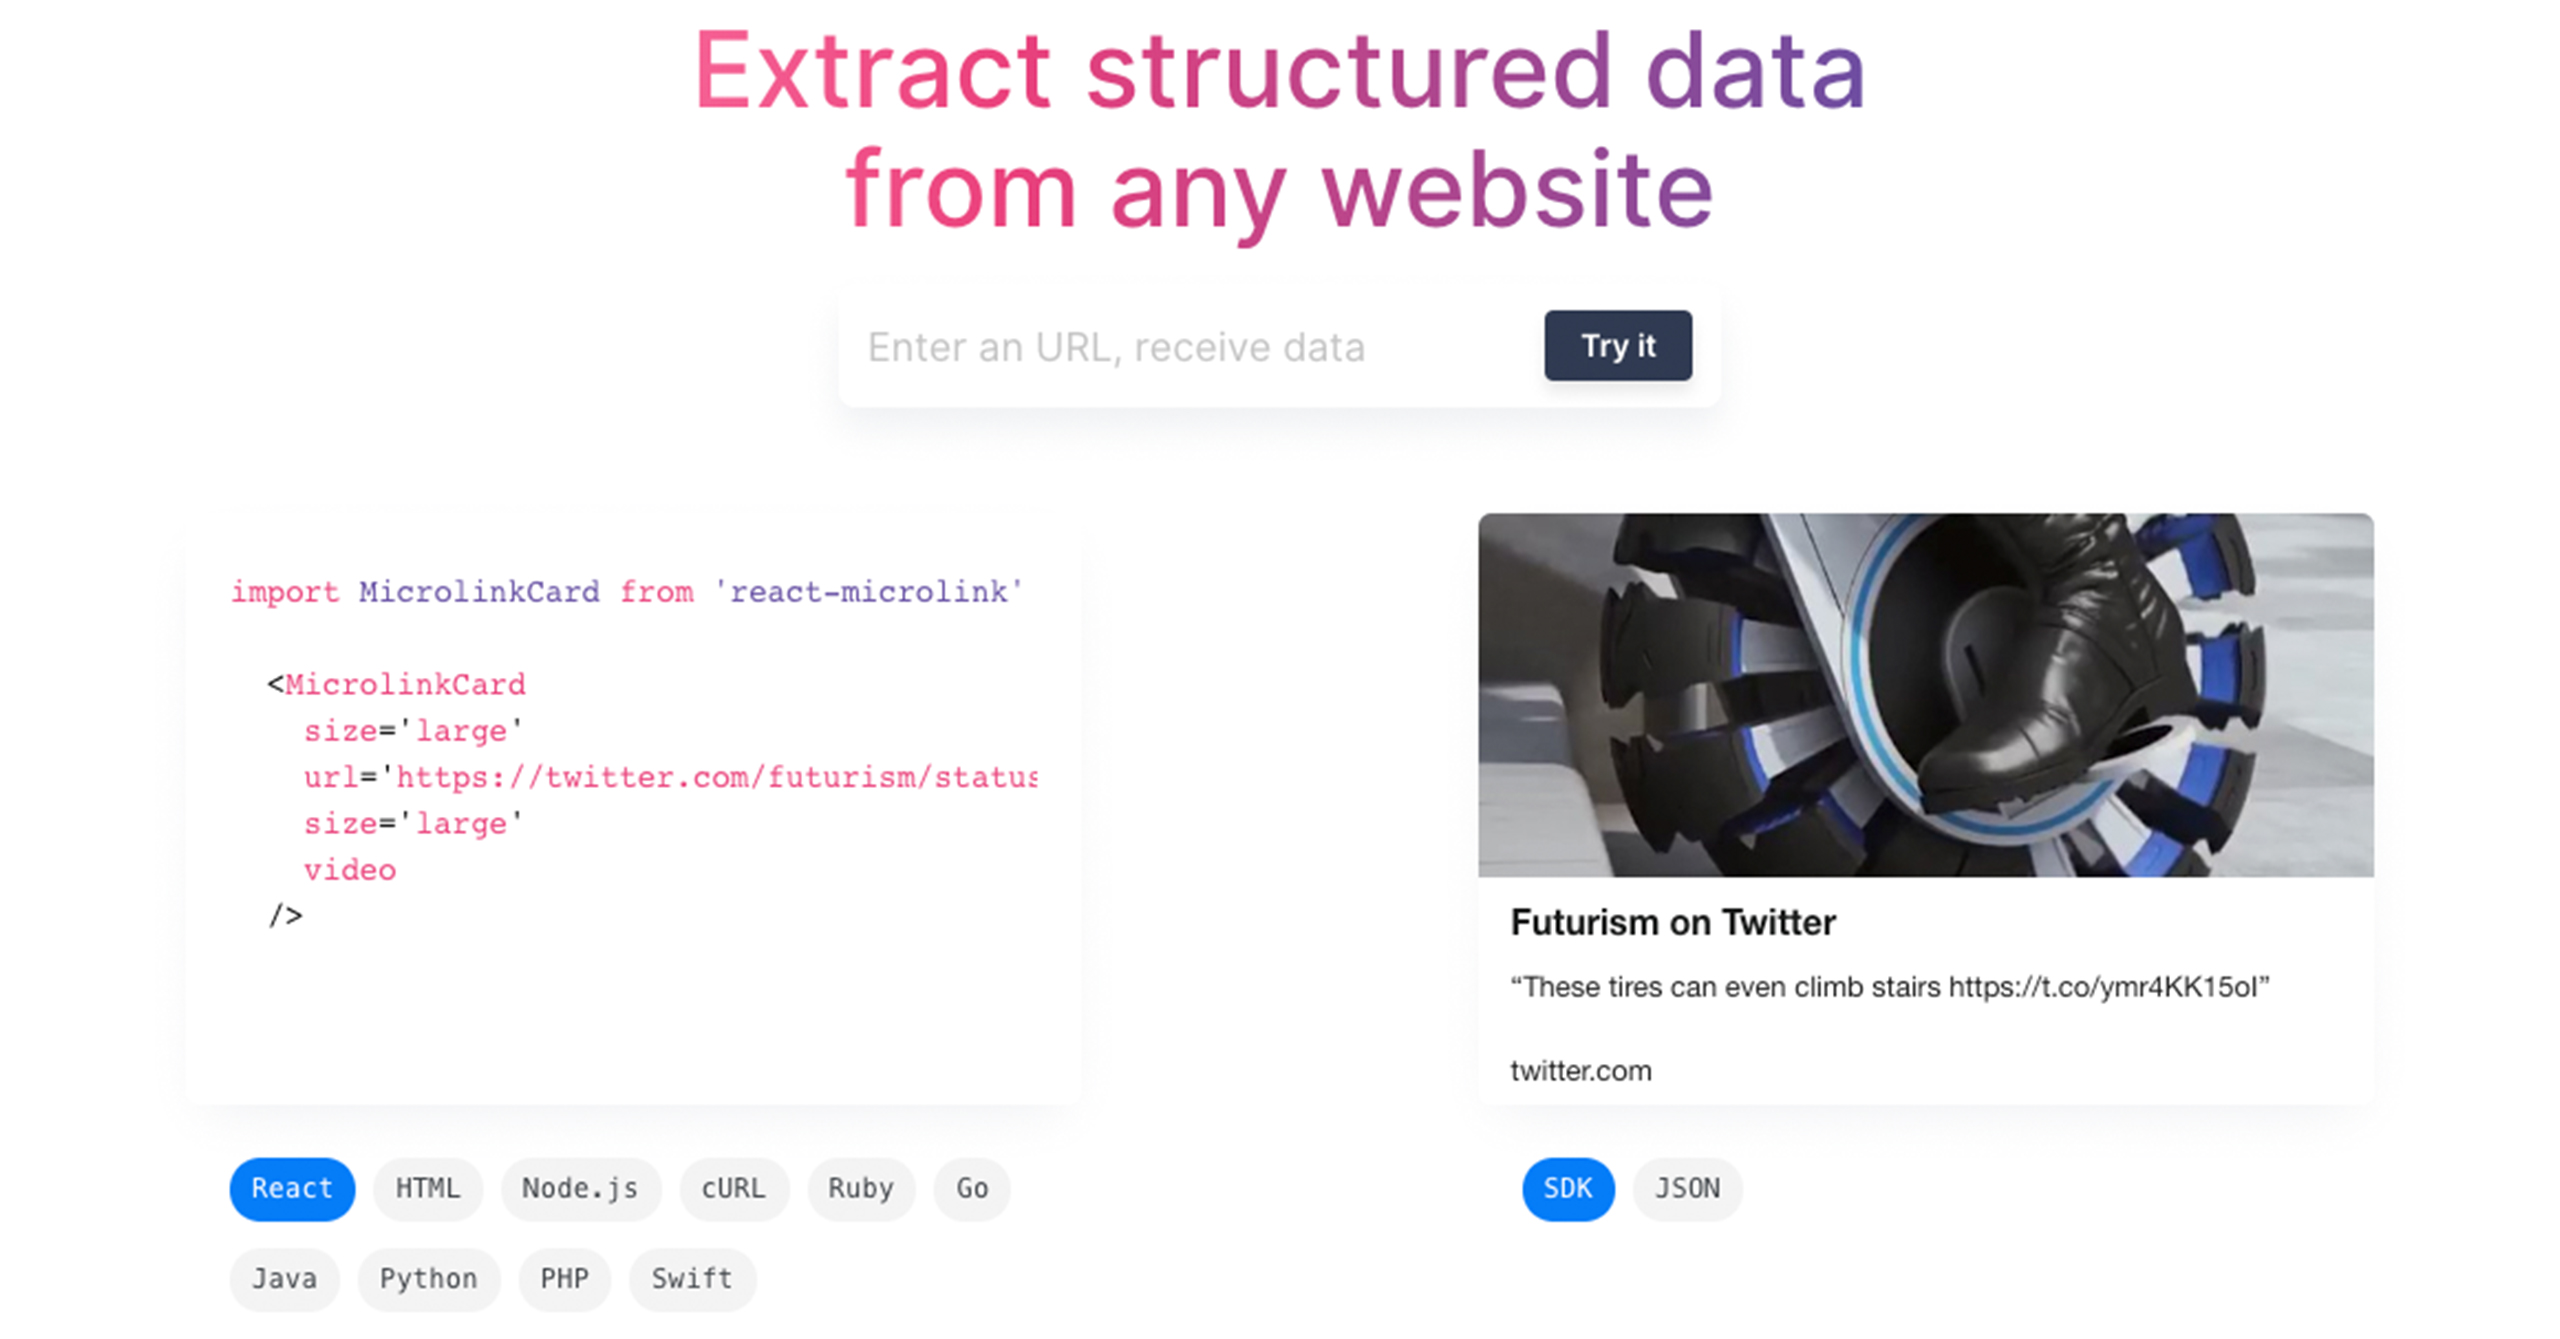 Extract structured data
from any website
Enter an URL, receive data
Try it
import MicrolinkCard from 'react-microlink'
<MicrolinkCard
size='large'
url='https://twitter.com/futurism/status
size='large'
video
/>
Futurism on Twitter
“These tires can even climb stairs https://t.co/ymr4KK15oI”
twitter.com
React HTML Node.js cURL Ruby Go
Java Python PHP Swift
SDK JSON